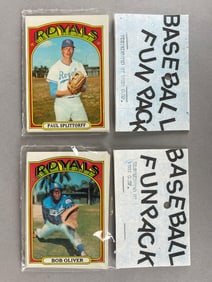 ROYALS
PAUL SPLITTORFF
BASEBALL
FUN PACK
ROYALS
BOB OLIVER
BASEBALL
FUNPACK